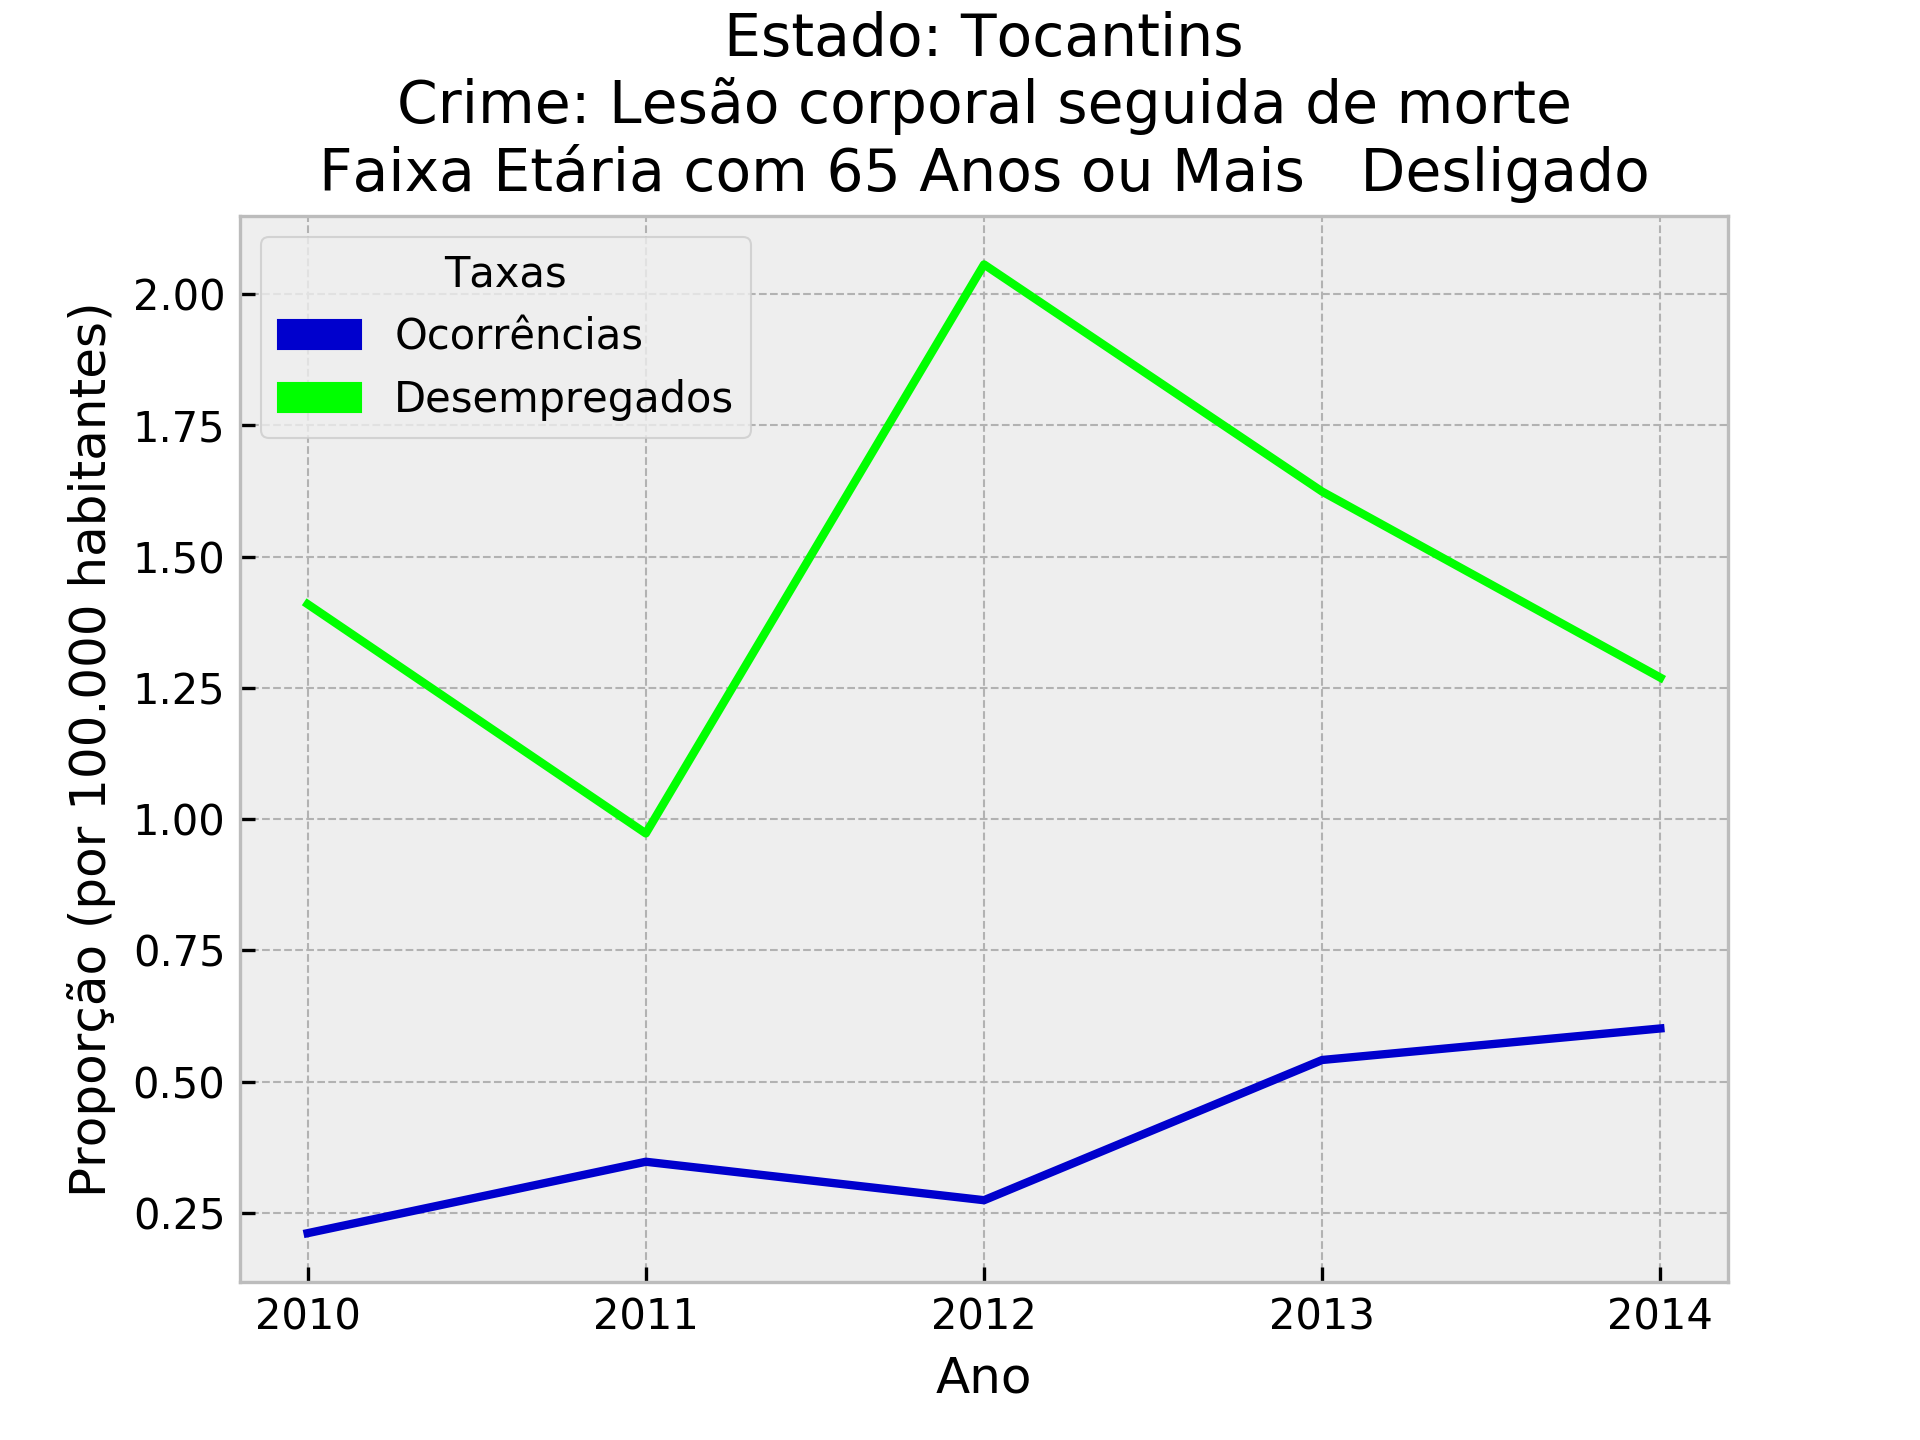 Estado: Tocantins
Crime: Lesão corporal seguida de morte
Faixa Etária com 65 Anos ou Mais   Desligado
Taxas
Ocorrências
Desempregados
Proporção (por 100.000 habitantes)
2.00
1.75
1.50
1.25
1.00
0.75
0.50
0.25
2010 2011 2012 2013 2014
Ano